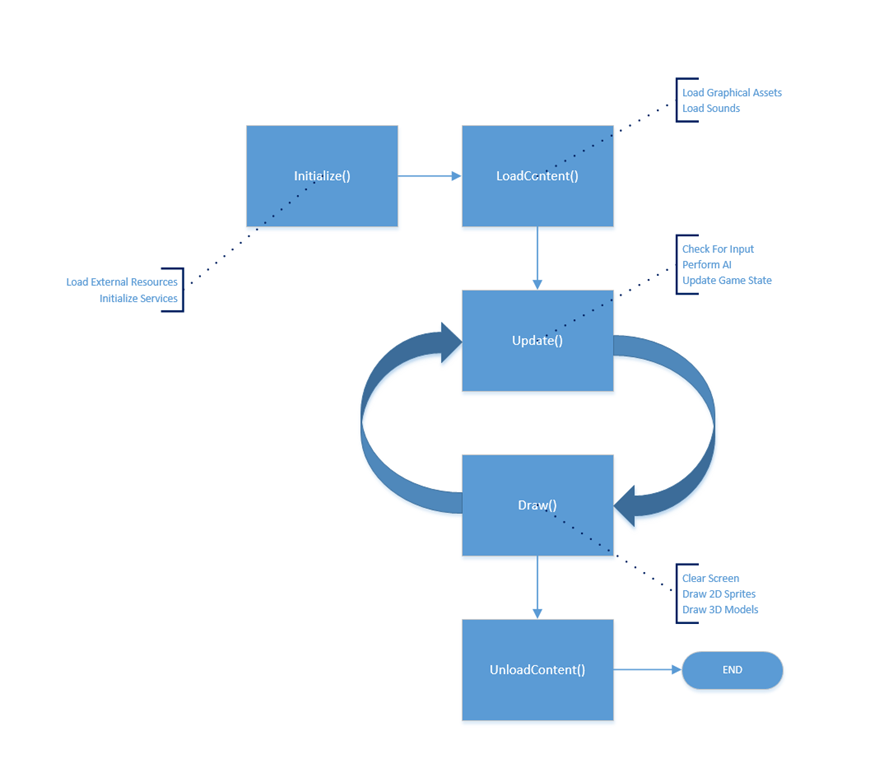 Load Graphical Assets
Load Sounds
Initialize()
LoadContent()
Check For Input
Perform AI
Update Game State
Load External Resources
Initialize Services
Update()
Draw()
Clear Screen
Draw 2D Sprites
Draw 3D Models
UnloadContent()
END